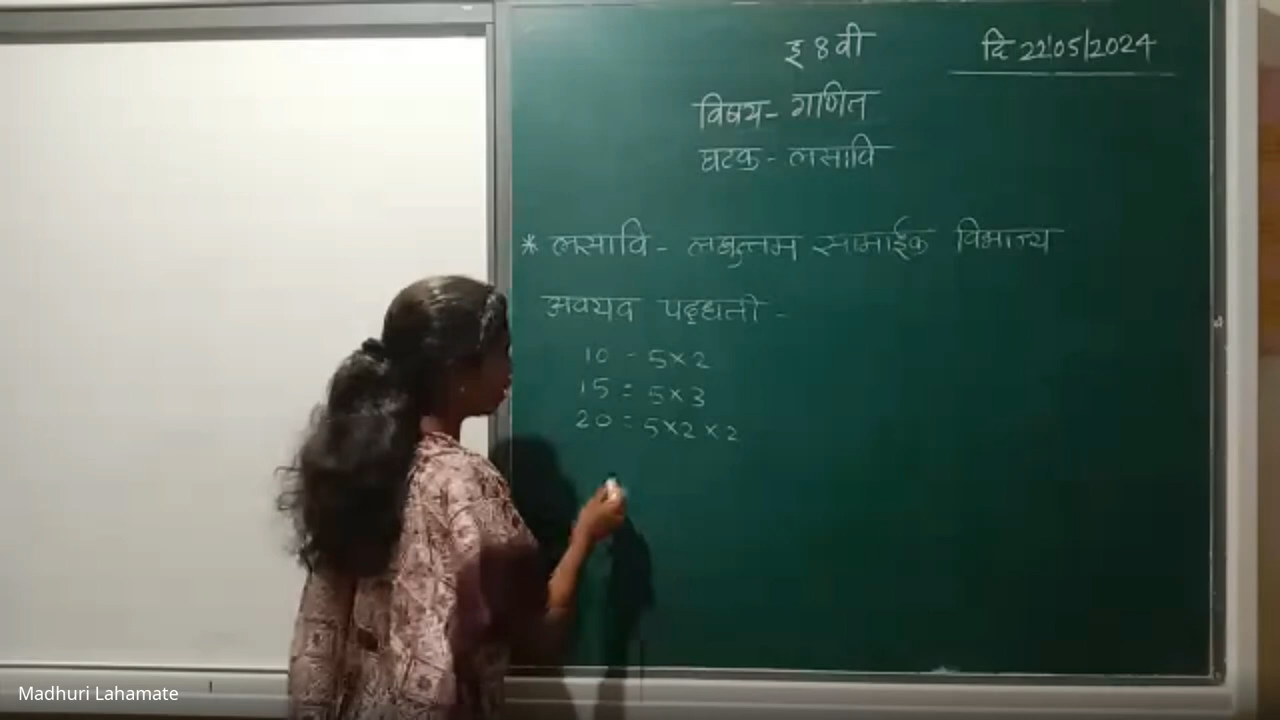 इ 8 वी
दि 22/05/2024
विषय - गणित
घटक - लसावि
* लसावि - लघुत्तम सामाईक विभाज्य
अवयव पद्धती -
10 - 5×2
15 = 5×3
20 = 5×2×2
Madhuri Lahamate